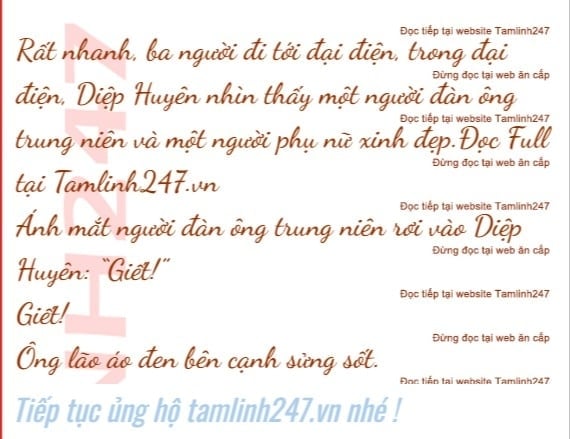 Đọc tiếp tại website Tamlinh247
Rất nhanh, ba người đi tới đại điện, trong đại
Đừng đọc tại web ăn cắp
điện, Diệp Huyên nhìn thấy một người đàn ông
Đọc tiếp tại website Tamlinh247
trung niên và một người phụ nữ xinh đẹp.Đọc Full
Đừng đọc tại web ăn cắp
tại Tamlinh247.vn
Đọc tiếp tại website Tamlinh247
Ánh mắt người đàn ông trung niên rơi vào Diệp
Đừng đọc tại web ăn cắp
Huyên: “Giết!”
Đọc tiếp tại website Tamlinh247
Giết!
Đừng đọc tại web ăn cắp
Ông lão áo đen bên cạnh sừng sốt.
Đọc tiếp tại website Tamlinh247
Tiếp tục ủng hộ tamlinh247.vn nhé !
NH247